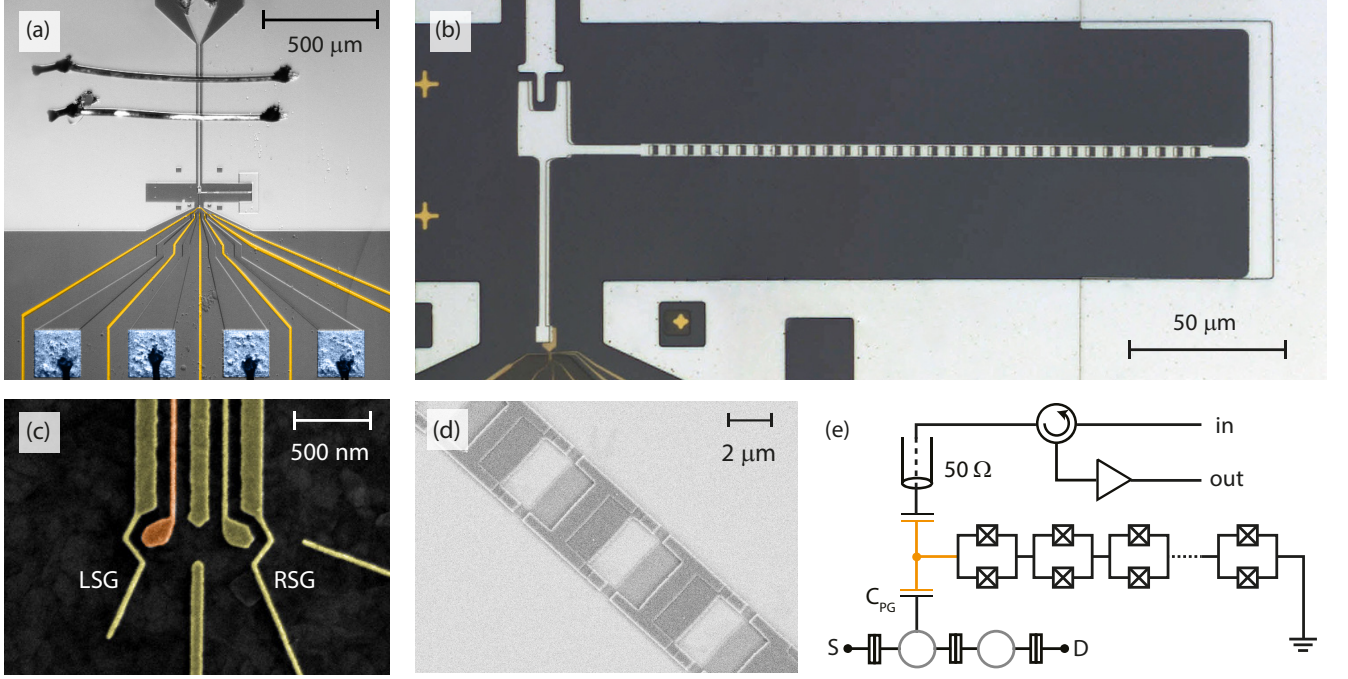 (a)
500 μm
(b)
50 μm
(c)
500 nm
LSG
RSG
(d)
2 μm
(e)
in
50 Ω
out
C_PG
S
D